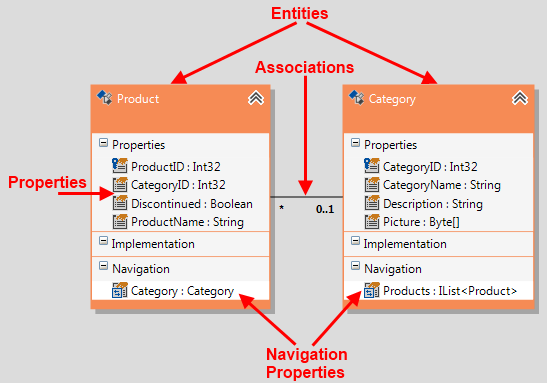 Entities
Associations
Product
Properties
ProductID : Int32
CategoryID : Int32
Discontinued : Boolean
ProductName : String
Implementation
Navigation
Category : Category
Properties
* 0..1
Category
Properties
CategoryID : Int32
CategoryName : String
Description : String
Picture : Byte[]
Implementation
Navigation
Products : IList<Product>
Navigation
Properties